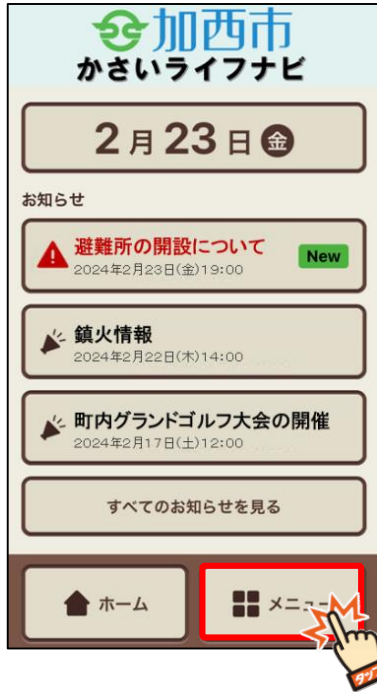 加西市
かさいライフナビ
2月23日 金
お知らせ
避難所の開設について
New
2024年2月23日(金)19:00
鎮火情報
2024年2月22日(木)14:00
町内グランドゴルフ大会の開催
2024年2月17日(土)12:00
すべてのお知らせを見る
ホーム
メニュー
タップ